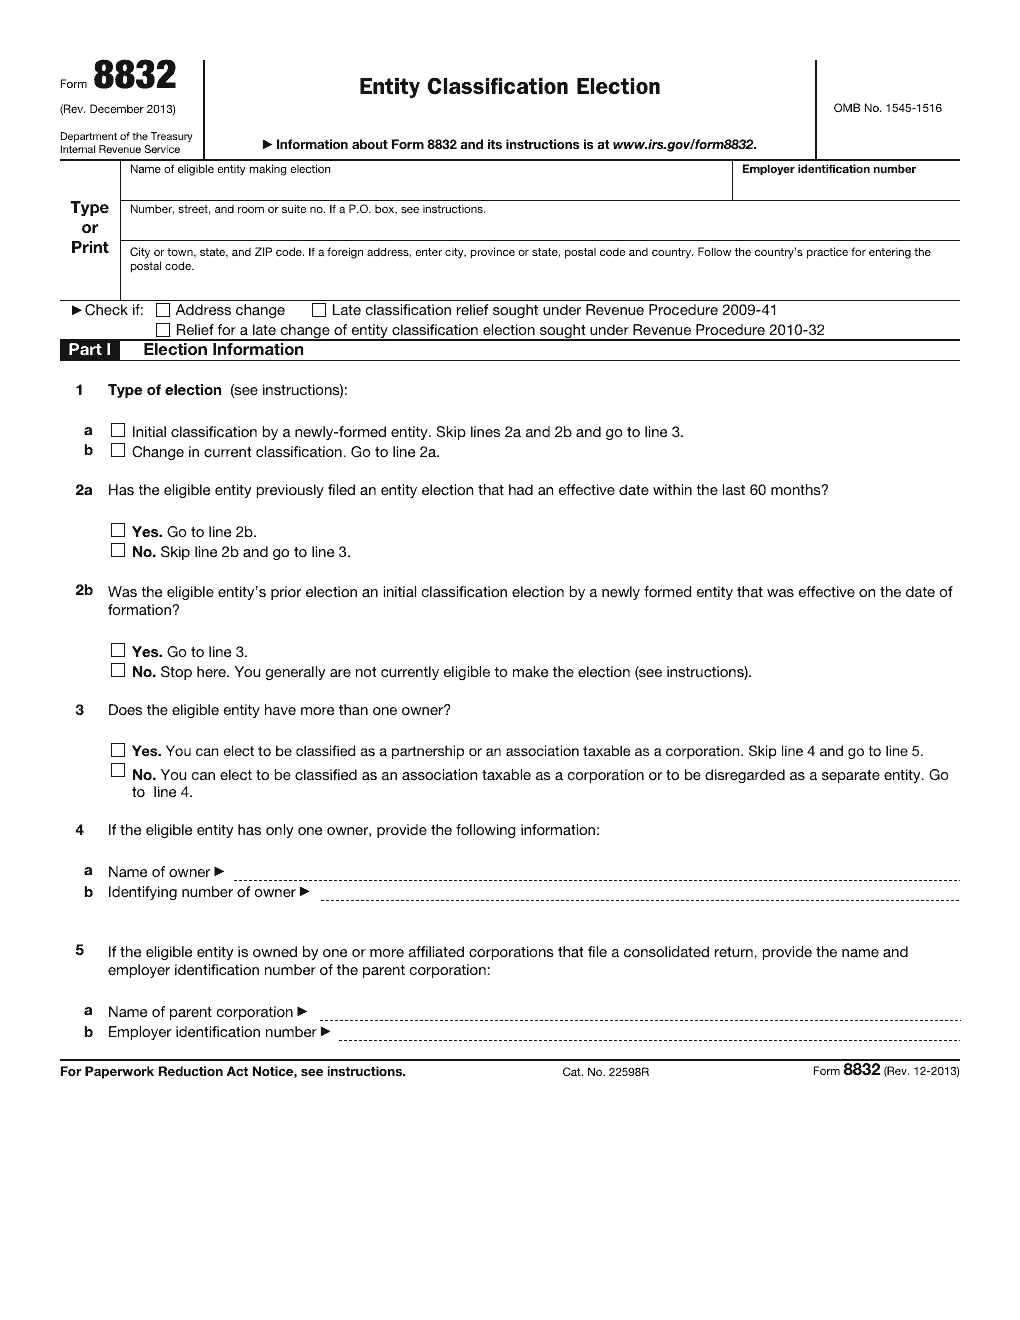 Form 8832
(Rev. December 2013)
Department of the Treasury
Internal Revenue Service
Entity Classification Election
▶ Information about Form 8832 and its instructions is at www.irs.gov/form8832.
OMB No. 1545-1516
Type
or
Print
Name of eligible entity making election
Employer identification number
Number, street, and room or suite no. If a P.O. box, see instructions.
City or town, state, and ZIP code. If a foreign address, enter city, province or state, postal code and country. Follow the country's practice for entering the
postal code.
▶ Check if: Address change Late classification relief sought under Revenue Procedure 2009-41
Relief for a late change of entity classification election sought under Revenue Procedure 2010-32
Part I Election Information
1 Type of election (see instructions):
a Initial classification by a newly-formed entity. Skip lines 2a and 2b and go to line 3.
b Change in current classification. Go to line 2a.
2a Has the eligible entity previously filed an entity election that had an effective date within the last 60 months?
Yes. Go to line 2b.
No. Skip line 2b and go to line 3.
2b Was the eligible entity's prior election an initial classification election by a newly formed entity that was effective on the date of
formation?
Yes. Go to line 3.
No. Stop here. You generally are not currently eligible to make the election (see instructions).
3 Does the eligible entity have more than one owner?
Yes. You can elect to be classified as a partnership or an association taxable as a corporation. Skip line 4 and go to line 5.
No. You can elect to be classified as an association taxable as a corporation or to be disregarded as a separate entity. Go
to line 4.
4 If the eligible entity has only one owner, provide the following information:
a Name of owner ▶
b Identifying number of owner ▶
5 If the eligible entity is owned by one or more affiliated corporations that file a consolidated return, provide the name and
employer identification number of the parent corporation:
a Name of parent corporation ▶
b Employer identification number ▶
For Paperwork Reduction Act Notice, see instructions. Cat. No. 22598R Form 8832 (Rev. 12-2013)